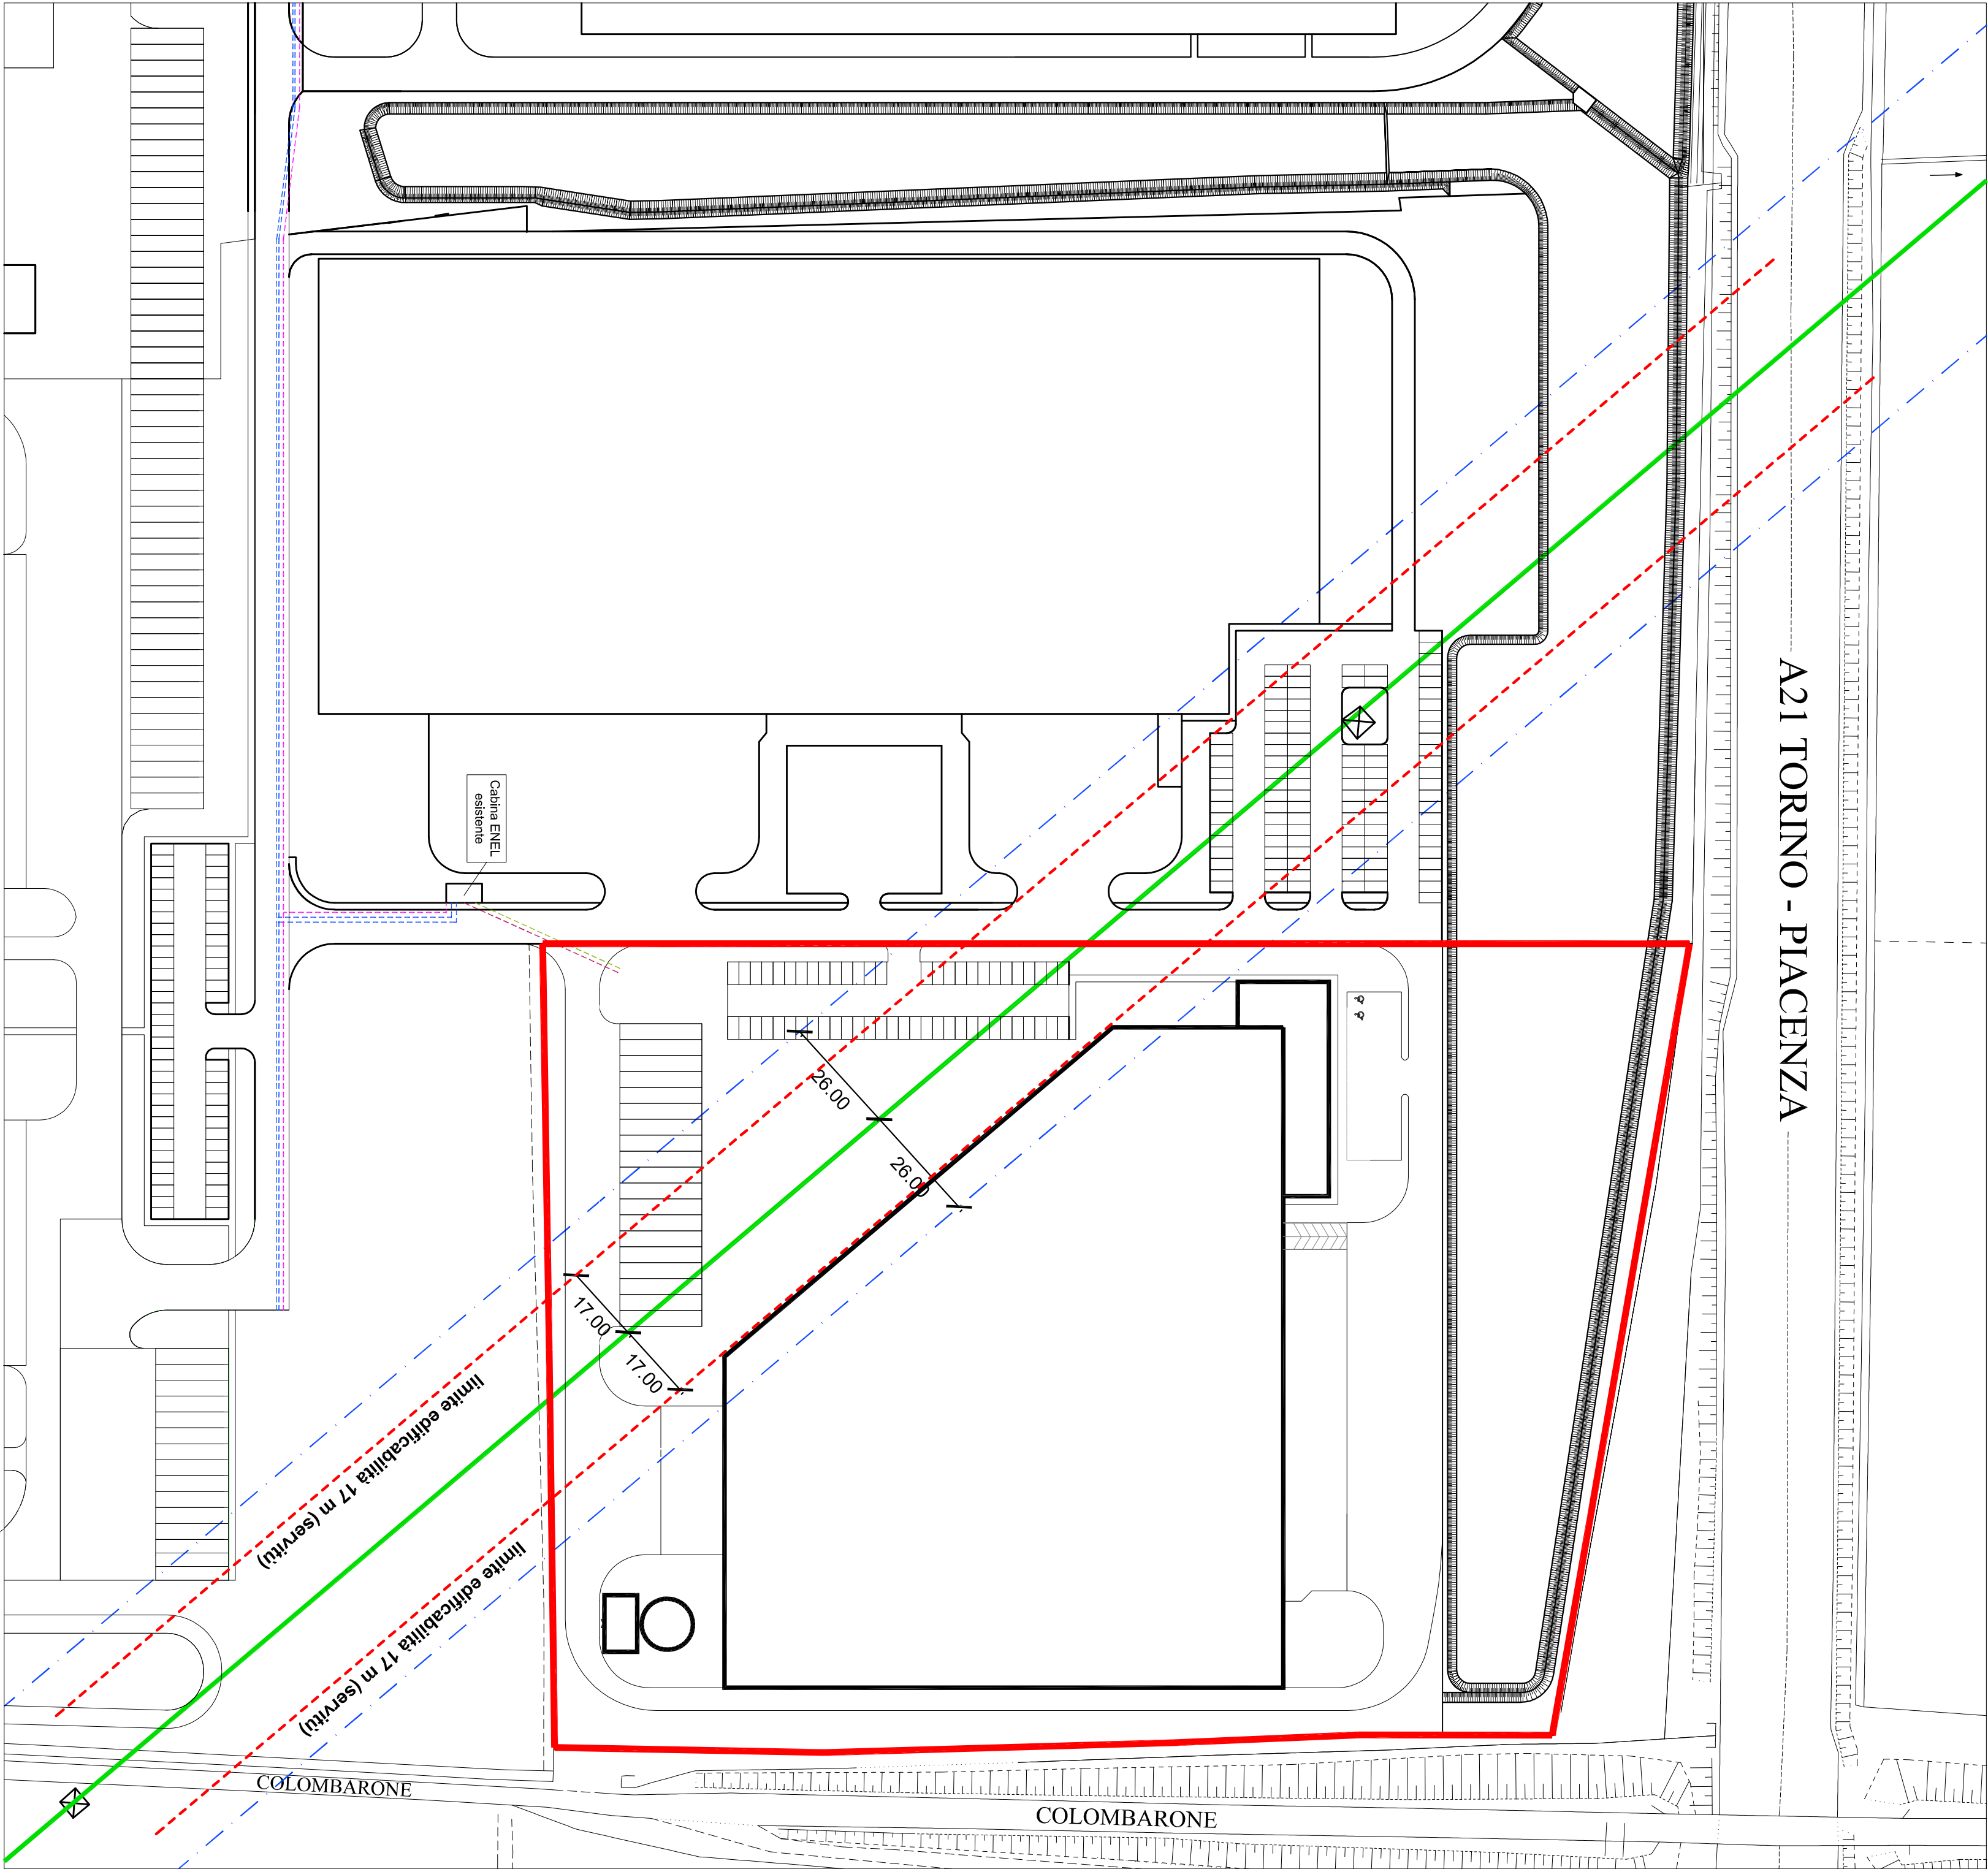 A21 TORINO - PIACENZA
Cabina ENEL
esistente
26.00
26.00
17.00
17.00
limite edificabilità 17 m (servitù)
limite edificabilità 17 m (servitù)
COLOMBARONE
COLOMBARONE